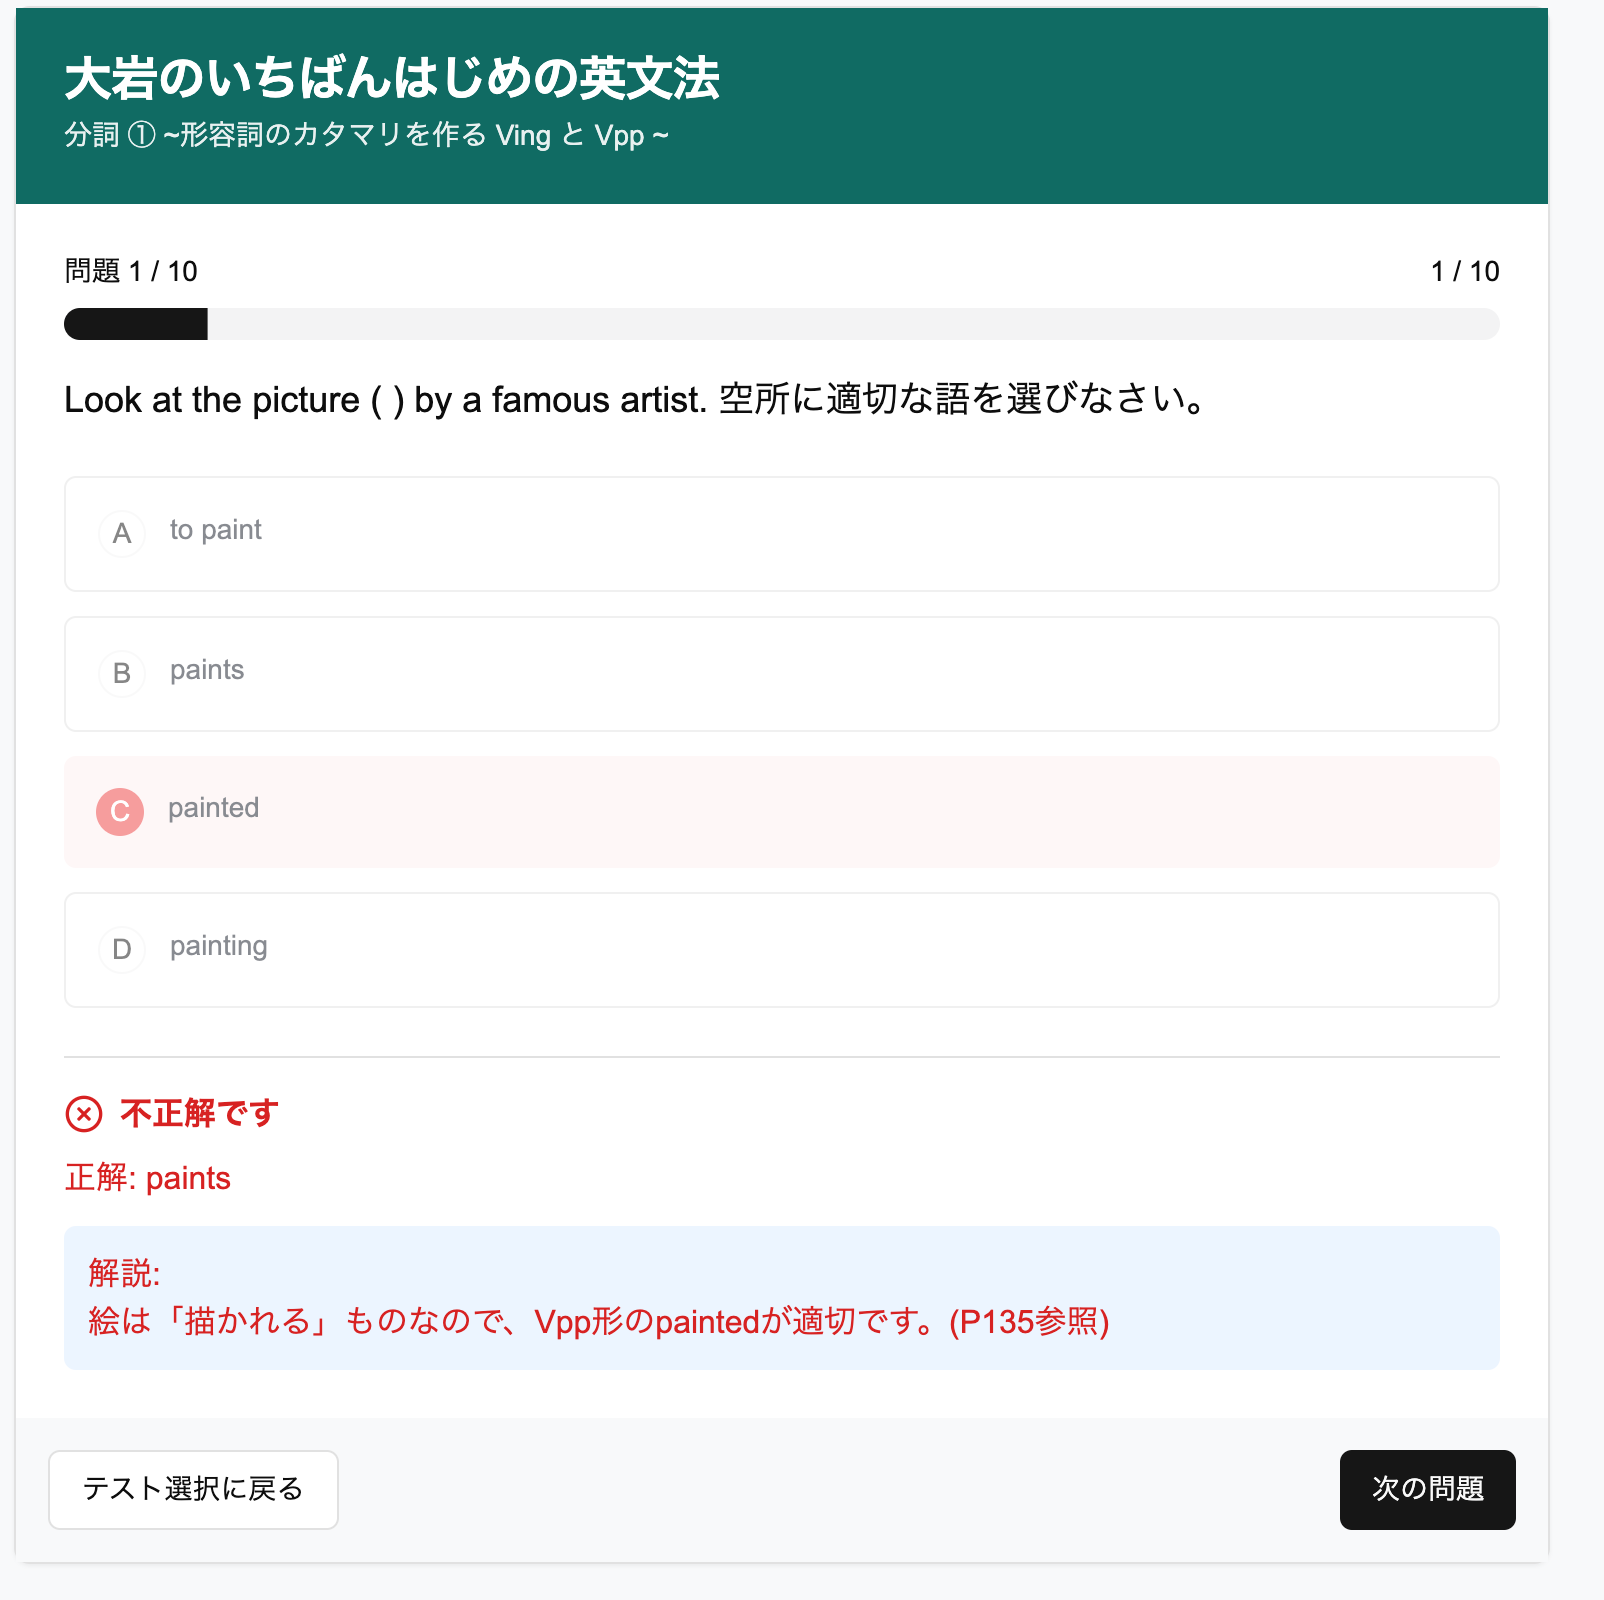 大岩のいちばんはじめの英文法
分詞 ① ~形容詞のカタマリを作る Ving と Vpp ~
問題 1 / 10
1 / 10
Look at the picture ( ) by a famous artist. 空所に適切な語を選びなさい。
A to paint
B paints
C painted
D painting
不正解です
正解: paints
解説:
絵は「描かれる」ものなので、Vpp形のpaintedが適切です。(P135参照)
テスト選択に戻る
次の問題